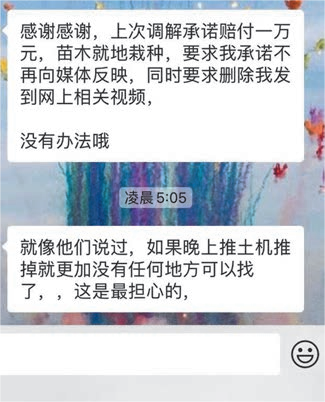 感谢感谢，上次调解承诺赔付一万
元，苗木就地栽种，要求我承诺不
再向媒体反映，同时要求删除我发
到网上相关视频，
没有办法哦
凌晨5:05
就像他们说过，如果晚上推土机推
掉就更加没有任何地方可以找
了，，这是最担心的，